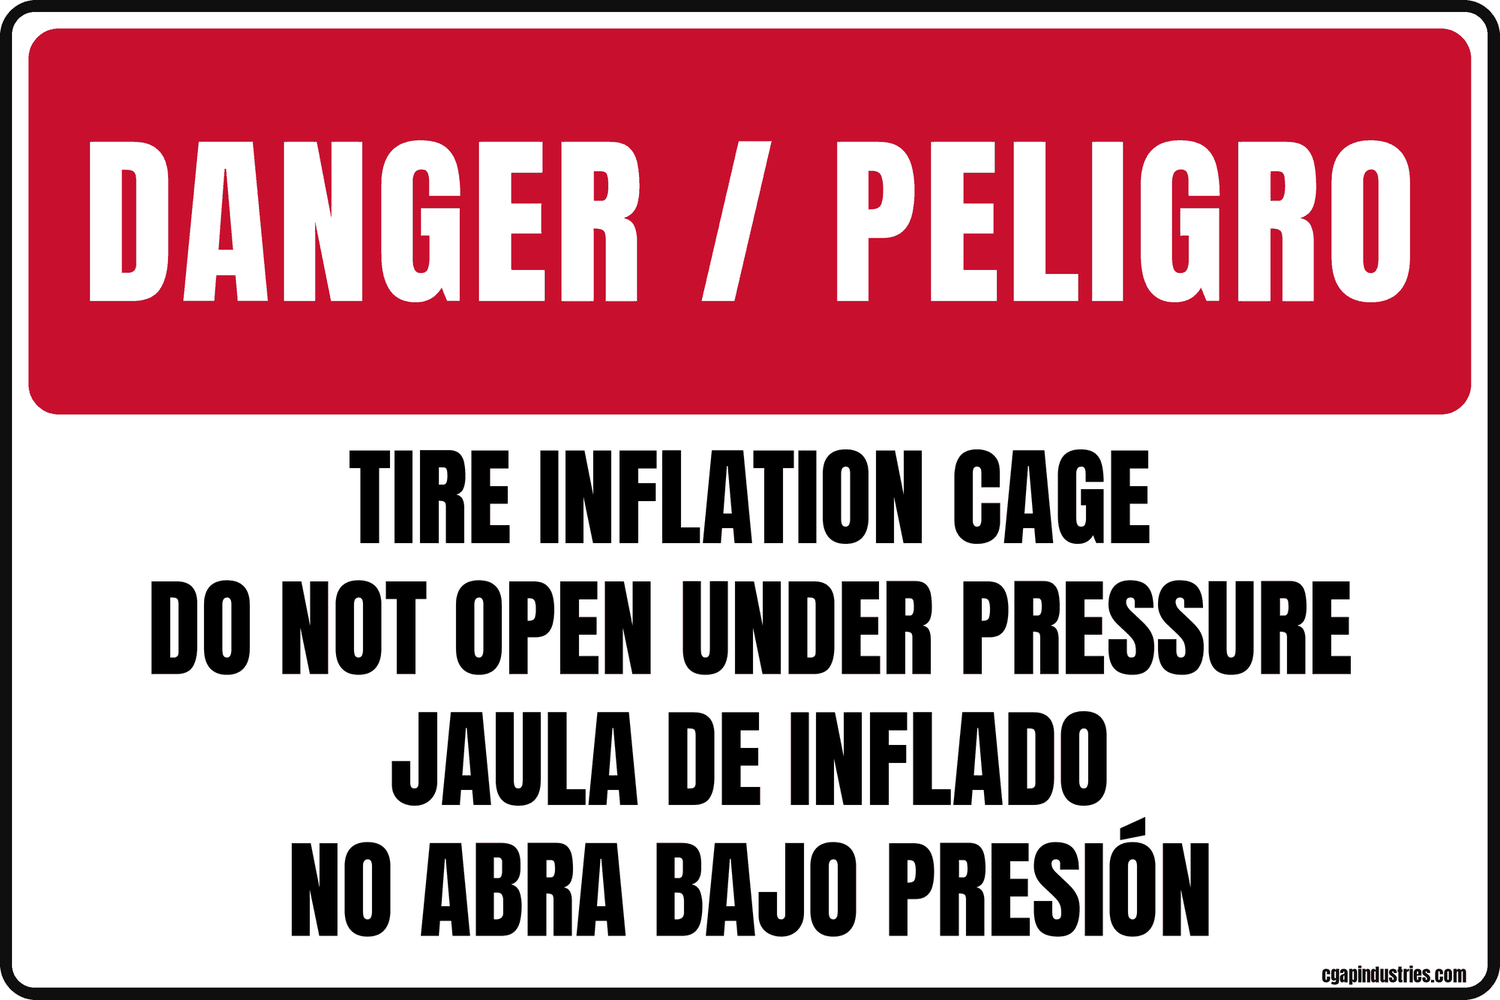 DANGER / PELIGRO
TIRE INFLATION CAGE
DO NOT OPEN UNDER PRESSURE
JAULA DE INFLADO
NO ABRA BAJO PRESIÓN
cgapindustries.com